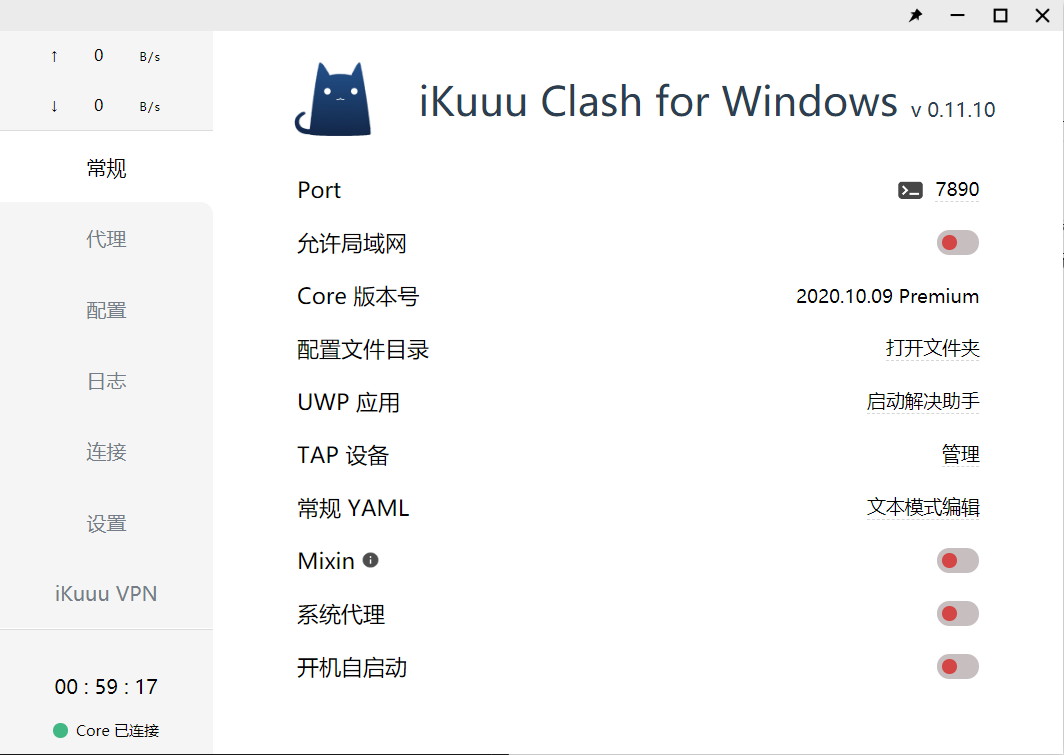 ↑ 0 B/s
↓ 0 B/s
常规
代理
配置
日志
连接
设置
iKuuu VPN
00 : 59 : 17
Core 已连接
iKuuu Clash for Windows v 0.11.10
Port 7890
允许局域网
Core 版本号 2020.10.09 Premium
配置文件目录 打开文件夹
UWP 应用 启动解决助手
TAP 设备 管理
常规 YAML 文本模式编辑
Mixin
系统代理
开机自启动